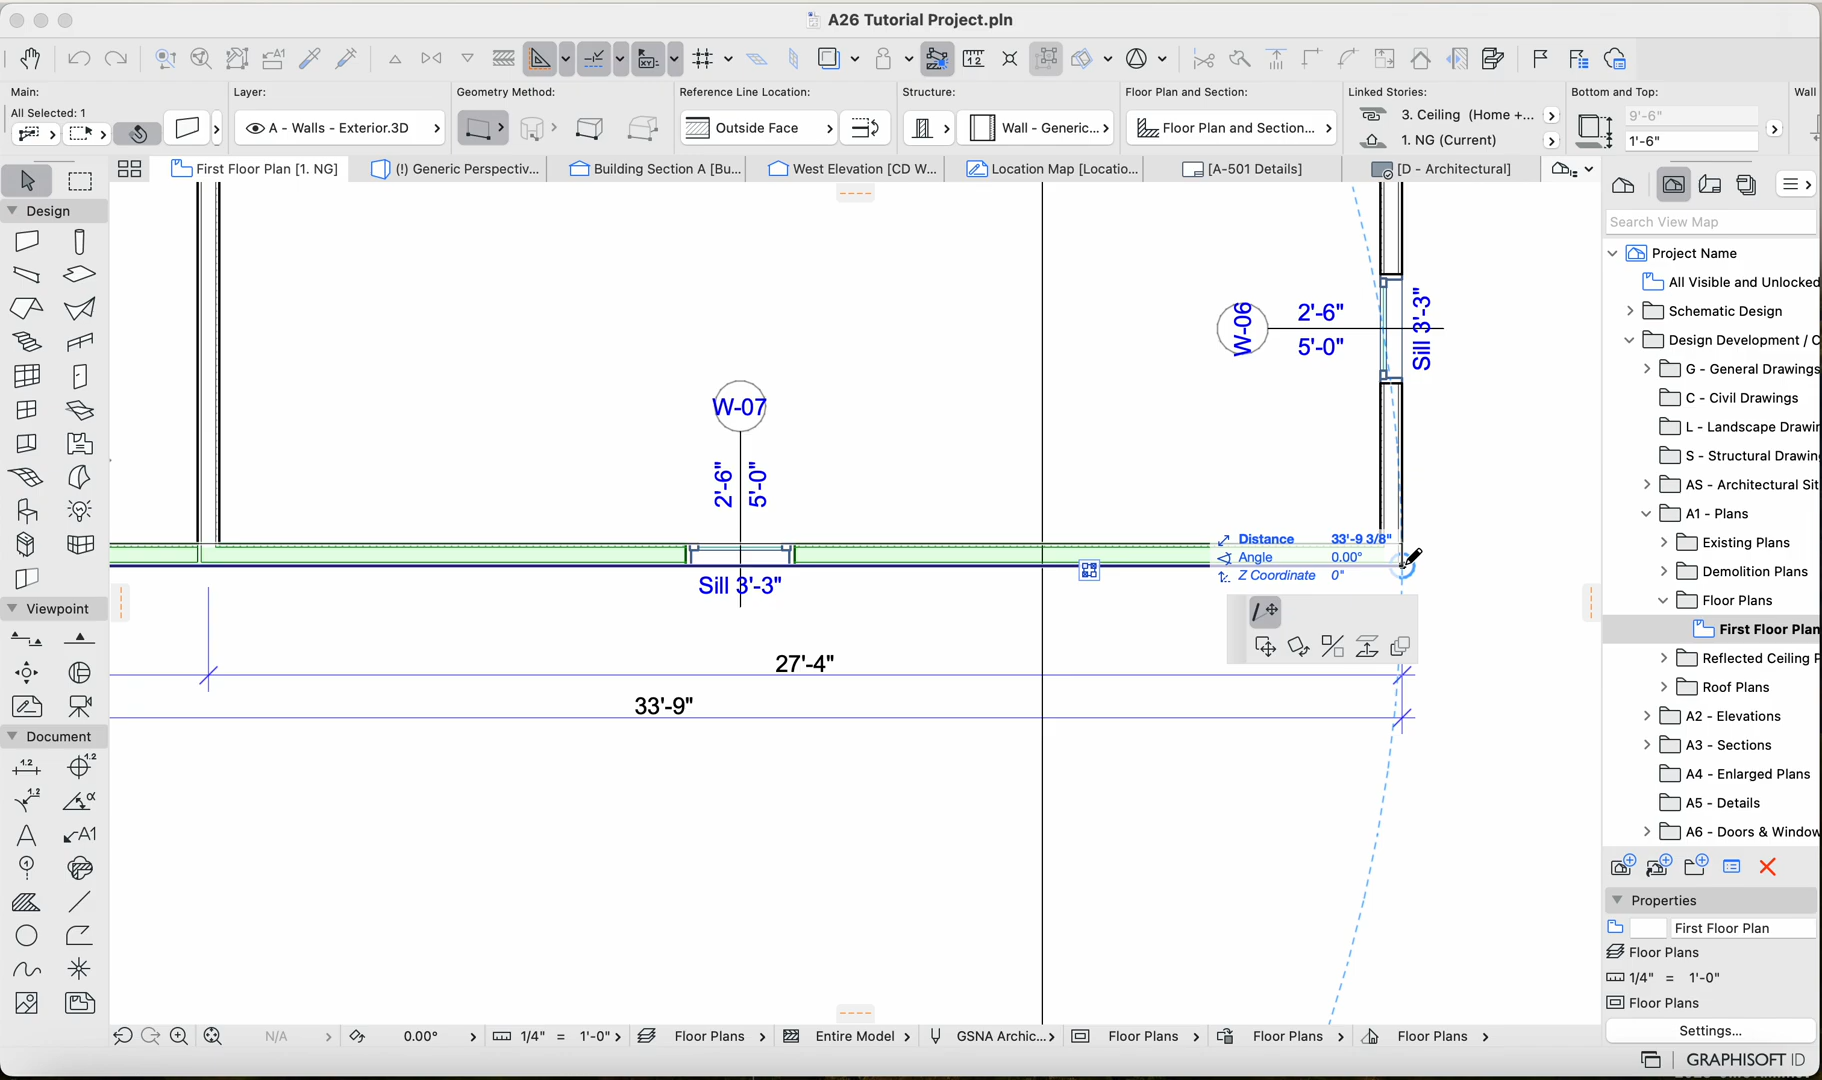 A26 Tutorial Project.pln
Main:
All Selected: 1
Layer:
A - Walls - Exterior.3D
Geometry Method:
Reference Line Location:
Outside Face
Structure:
Wall - Generic...
Floor Plan and Section:
Floor Plan and Section...
Linked Stories:
3. Ceiling (Home +...
1. NG (Current)
Bottom and Top:
9'-6"
1'-6"
Wall
First Floor Plan [1. NG]
(!) Generic Perspectiv...
Building Section A [Bu...
West Elevation [CD W...
Location Map [Locatio...
[A-501 Details]
[D - Architectural]
Design
Viewpoint
Document
W-06
2'-6"
5'-0"
Sill 3'-3"
W-07
2'-6"
5'-0"
Sill 3'-3"
Distance 33'-9 3/8"
Angle 0.00°
Z Coordinate 0"
27'-4"
33'-9"
Search View Map
Project Name
All Visible and Unlocked
Schematic Design
Design Development / C
G - General Drawings
C - Civil Drawings
L - Landscape Drawin
S - Structural Drawin
AS - Architectural Sit
A1 - Plans
Existing Plans
Demolition Plans
Floor Plans
First Floor Plan
Reflected Ceiling P
Roof Plans
A2 - Elevations
A3 - Sections
A4 - Enlarged Plans
A5 - Details
A6 - Doors & Window
Properties
First Floor Plan
Floor Plans
1/4" = 1'-0"
Floor Plans
Settings...
N/A
0.00°
1/4" = 1'-0"
Floor Plans
Entire Model
GSNA Archic...
Floor Plans
Floor Plans
Floor Plans
GRAPHISOFT ID